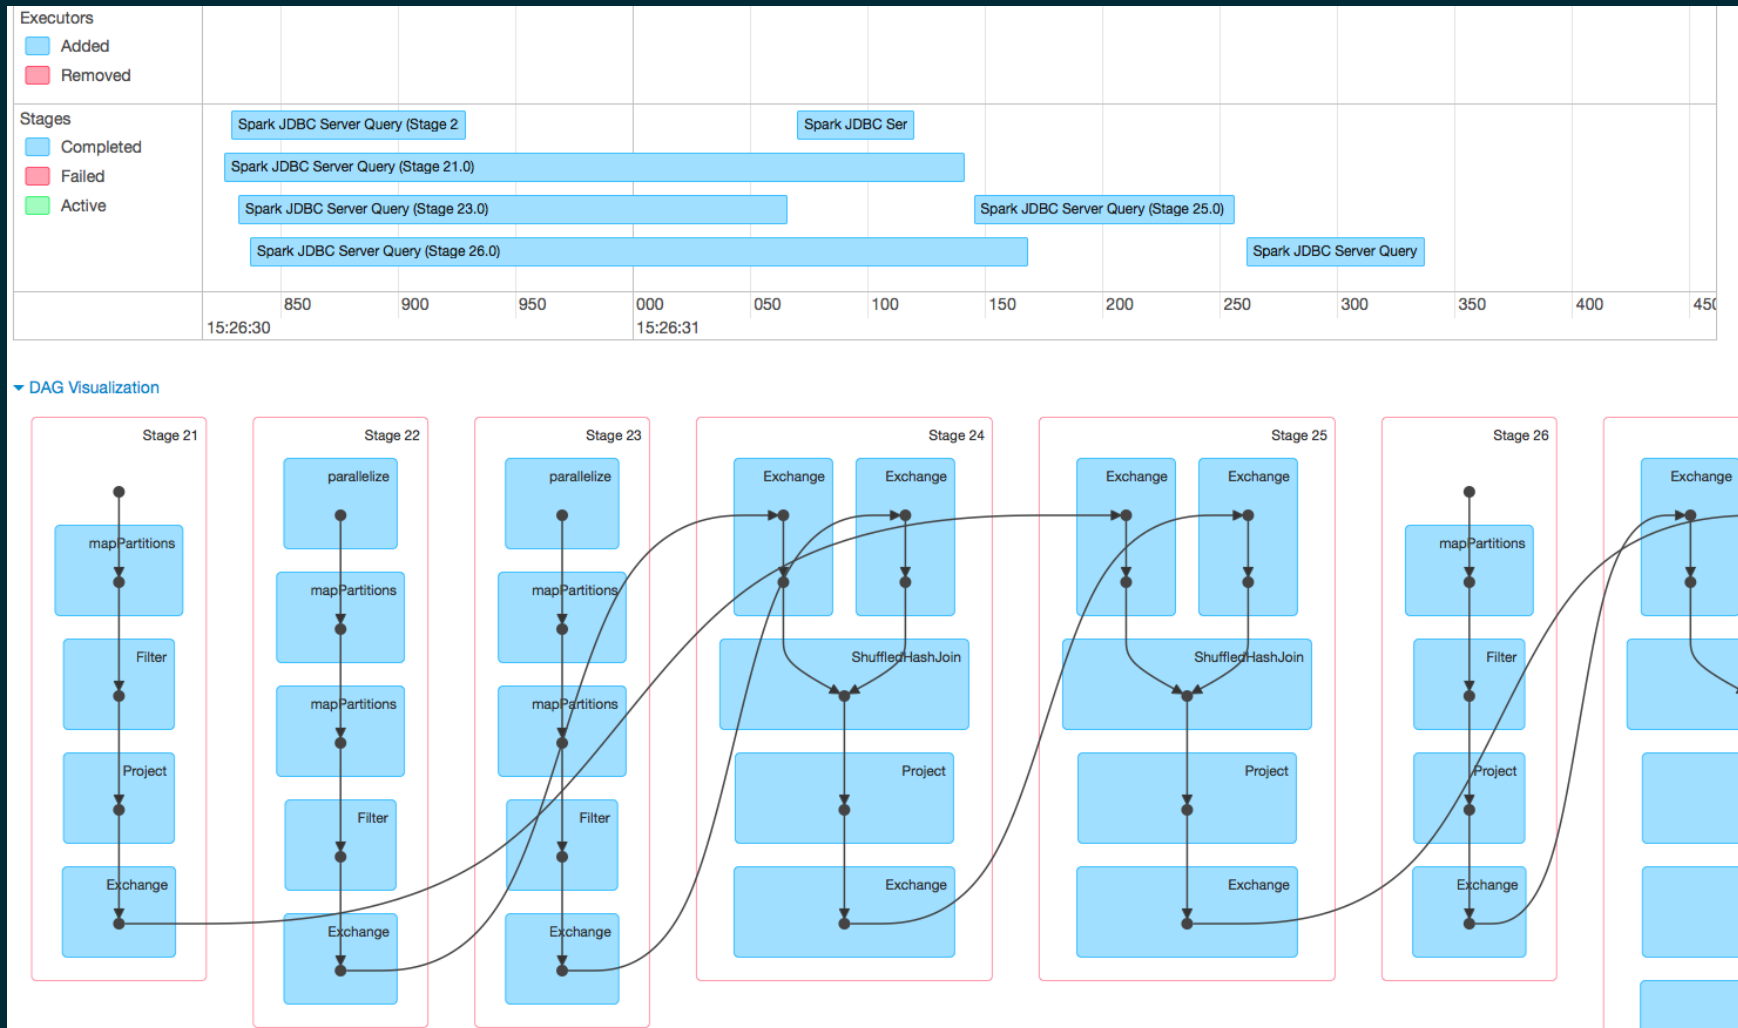 Executors
Added
Removed
Stages
Completed
Failed
Active
Spark JDBC Server Query (Stage 2
Spark JDBC Ser
Spark JDBC Server Query (Stage 21.0)
Spark JDBC Server Query (Stage 23.0)
Spark JDBC Server Query (Stage 25.0)
Spark JDBC Server Query (Stage 26.0)
Spark JDBC Server Query
850 900 950 000 050 100 150 200 250 300 350 400 450
15:26:30 15:26:31
DAG Visualization
Stage 21
mapPartitions
Filter
Project
Exchange
Stage 22
parallelize
mapPartitions
mapPartitions
Filter
Exchange
Stage 23
parallelize
mapPartitions
mapPartitions
Filter
Exchange
Stage 24
Exchange Exchange
ShuffledHashJoin
Project
Exchange
Stage 25
Exchange Exchange
ShuffledHashJoin
Project
Exchange
Stage 26
mapPartitions
Filter
Project
Exchange
Exchange